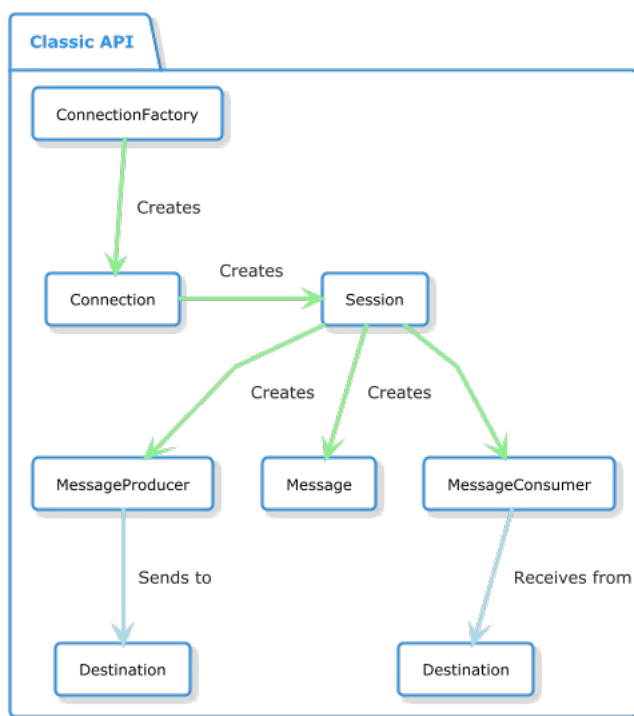 Classic API
ConnectionFactory
Creates
Connection
Creates
Session
Creates
Creates
MessageProducer
Message
MessageConsumer
Sends to
Receives from
Destination
Destination